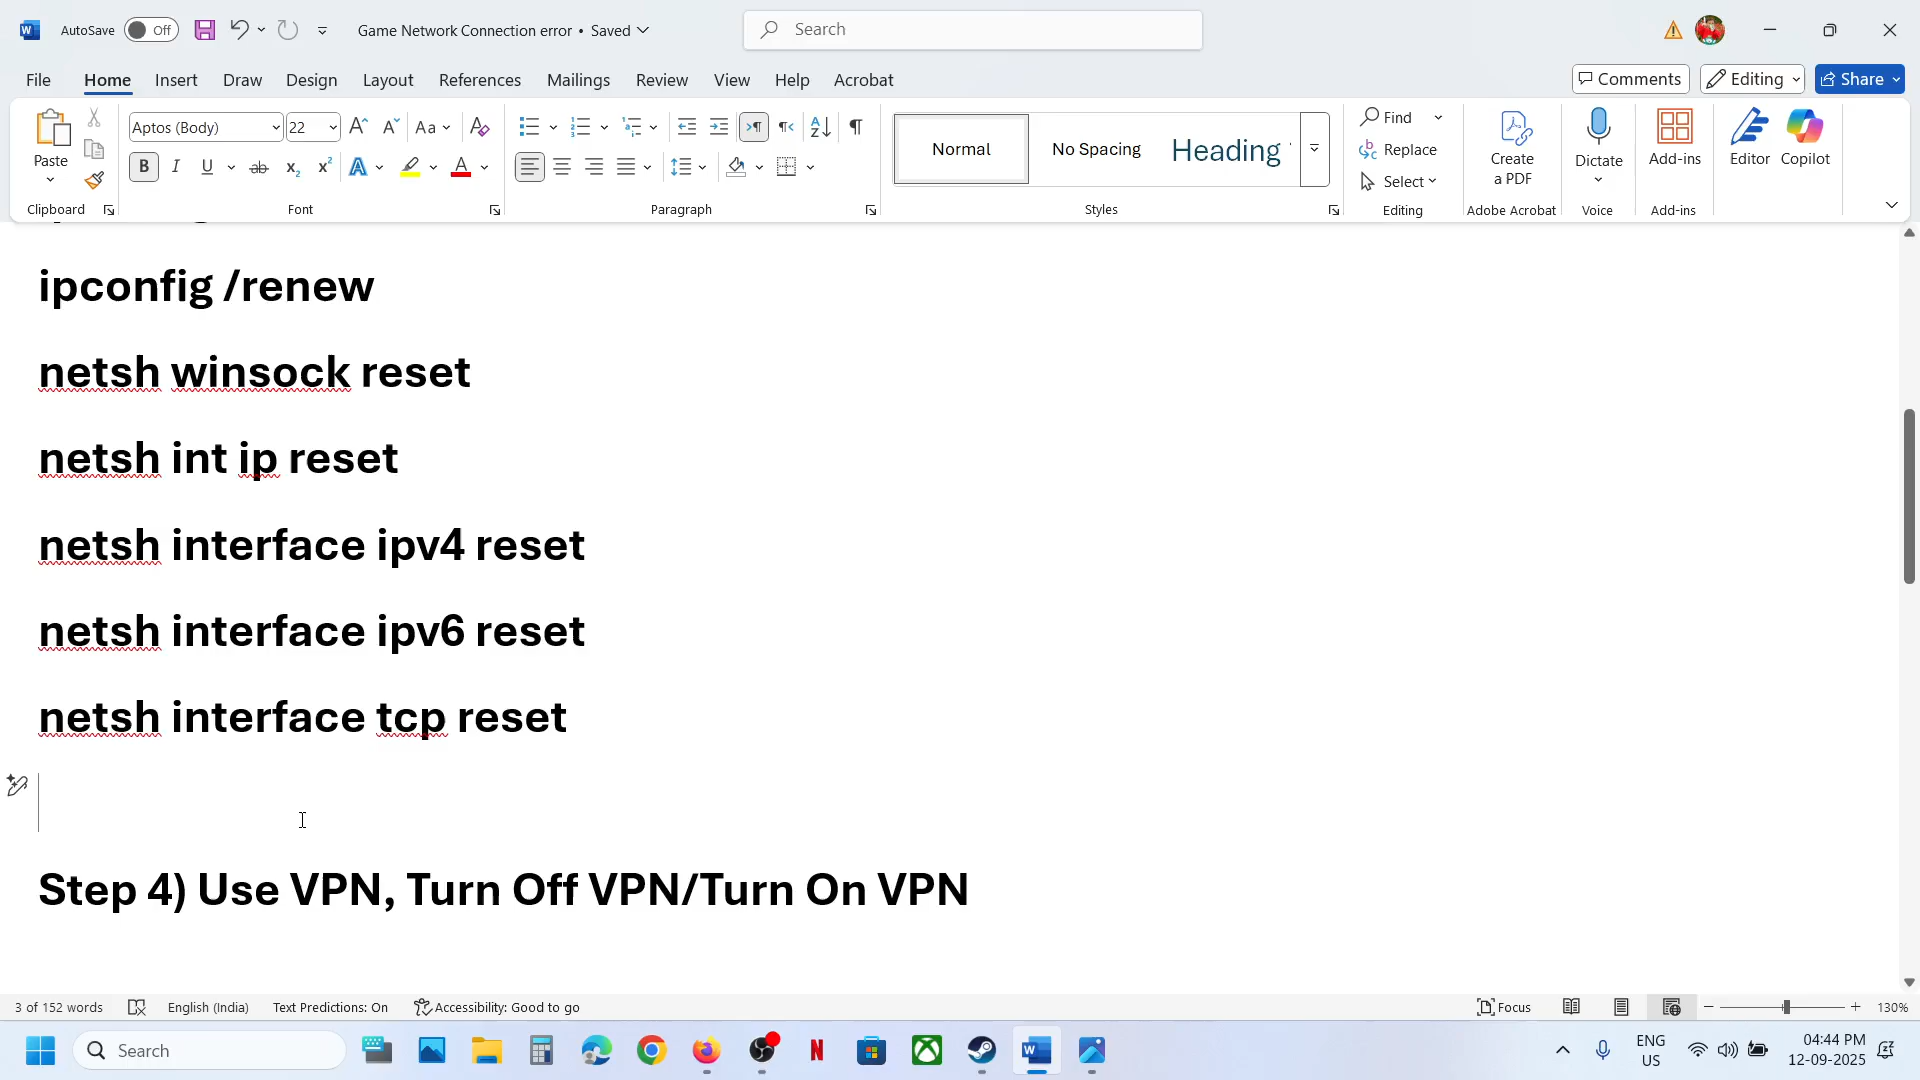 AutoSave Off Game Network Connection error • Saved Search
File Home Insert Draw Design Layout References Mailings Review View Help Acrobat Comments Editing Share
Paste Aptos (Body) 22 Normal No Spacing Heading Find Replace Select Create a PDF Dictate Add-ins Editor Copilot
Clipboard Font Paragraph Styles Editing Adobe Acrobat Voice Add-ins
ipconfig /renew
netsh winsock reset
netsh int ip reset
netsh interface ipv4 reset
netsh interface ipv6 reset
netsh interface tcp reset
Step 4) Use VPN, Turn Off VPN/Turn On VPN
3 of 152 words English (India) Text Predictions: On Accessibility: Good to go Focus 130%
Search ENG US 04:44 PM 12-09-2025